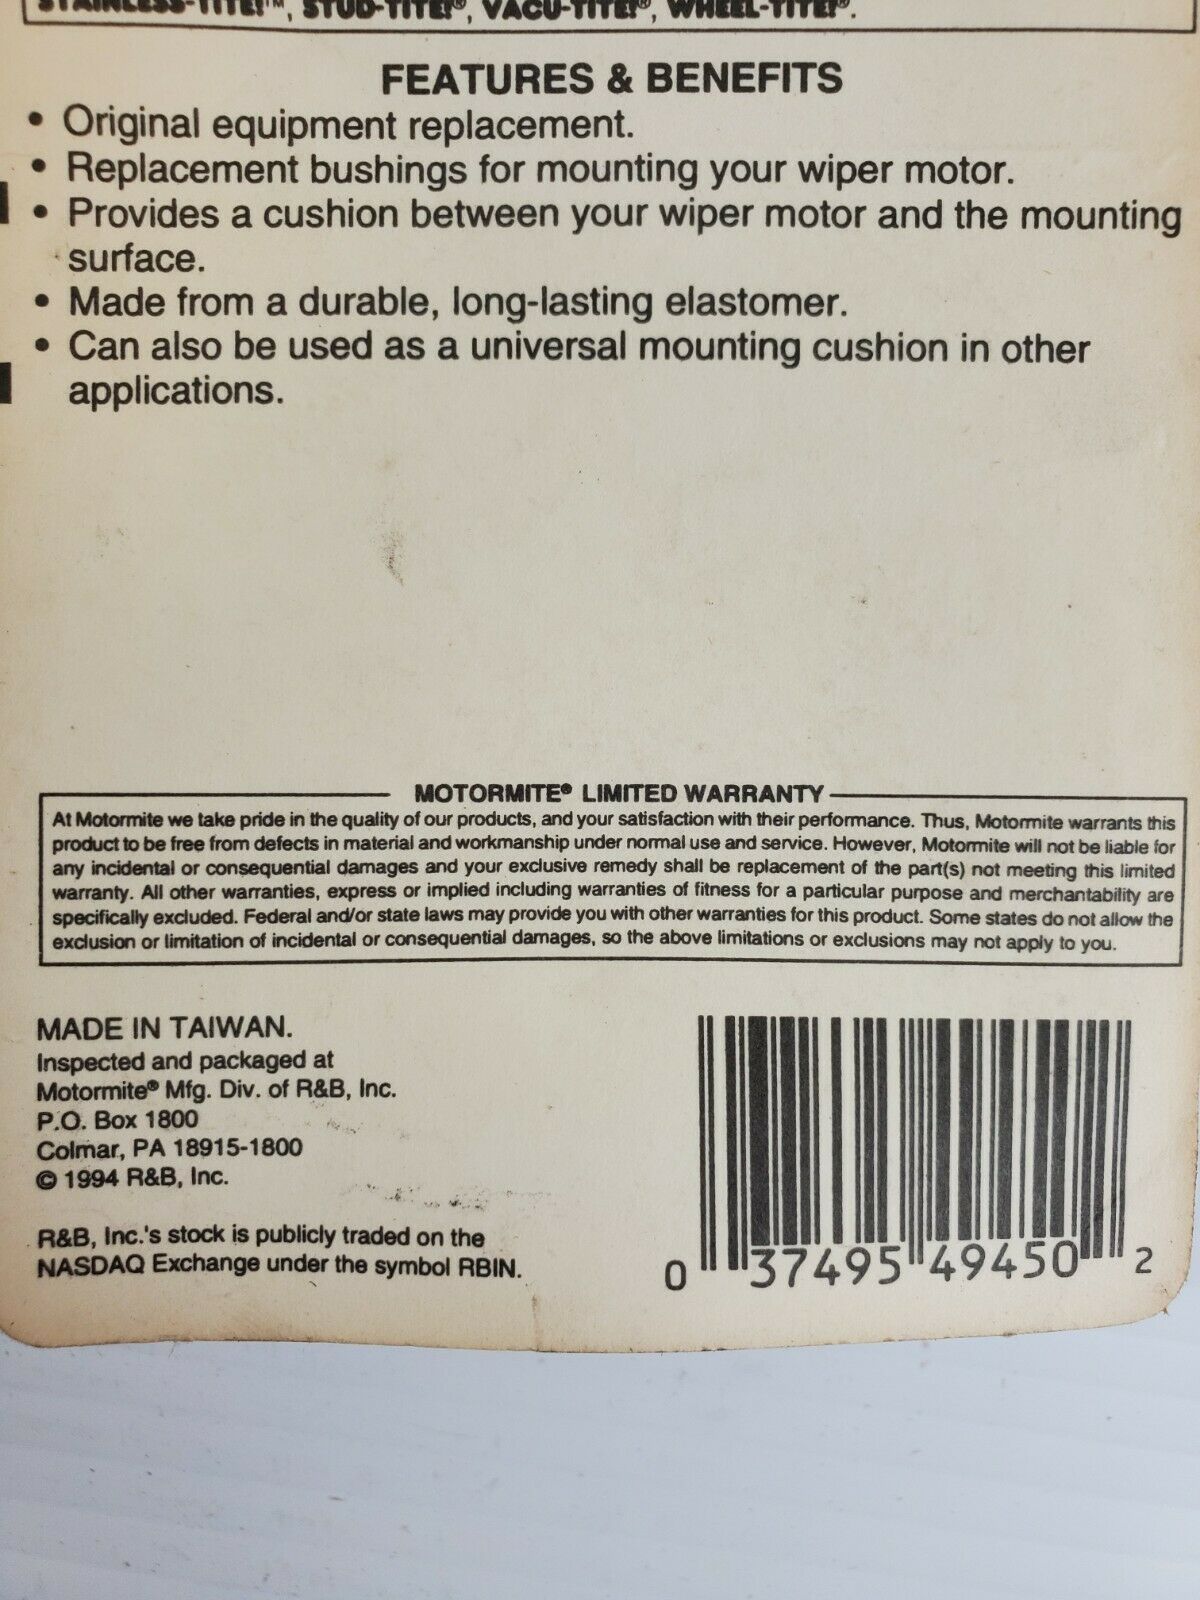 STAINLESS-TITE!™, STUD-TITE!®, VACU-TITE!®, WHEEL-TITE!®.
FEATURES & BENEFITS
• Original equipment replacement.
• Replacement bushings for mounting your wiper motor.
• Provides a cushion between your wiper motor and the mounting
surface.
• Made from a durable, long-lasting elastomer.
• Can also be used as a universal mounting cushion in other
applications.
MOTORMITE® LIMITED WARRANTY
At Motormite we take pride in the quality of our products, and your satisfaction with their performance. Thus, Motormite warrants this
product to be free from defects in material and workmanship under normal use and service. However, Motormite will not be liable for
any incidental or consequential damages and your exclusive remedy shall be replacement of the part(s) not meeting this limited
warranty. All other warranties, express or implied including warranties of fitness for a particular purpose and merchantability are
specifically excluded. Federal and/or state laws may provide you with other warranties for this product. Some states do not allow the
exclusion or limitation of incidental or consequential damages, so the above limitations or exclusions may not apply to you.
MADE IN TAIWAN.
Inspected and packaged at
Motormite® Mfg. Div. of R&B, Inc.
P.O. Box 1800
Colmar, PA 18915-1800
© 1994 R&B, Inc.
R&B, Inc.'s stock is publicly traded on the
NASDAQ Exchange under the symbol RBIN.
0 37495 49450 2